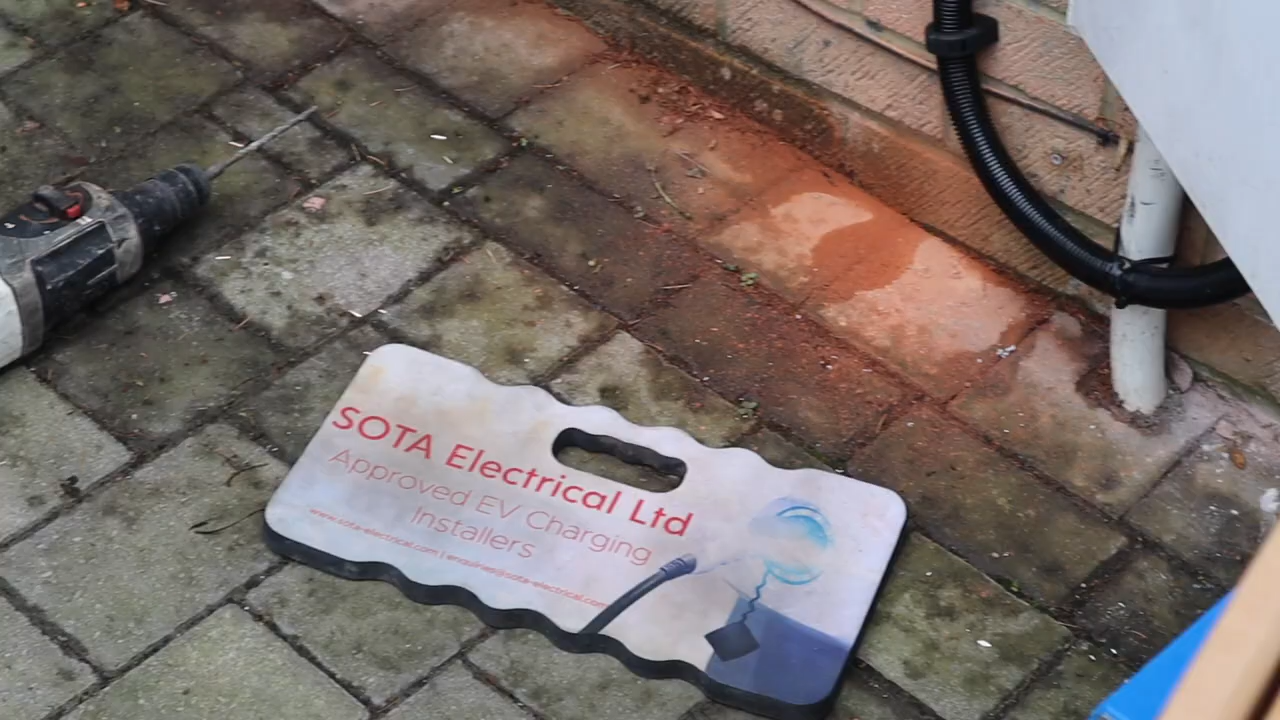 SOTA Electrical Ltd
Approved EV Charging
Installers
www.sota-electrical.com | enquiries@sota-electrical.com